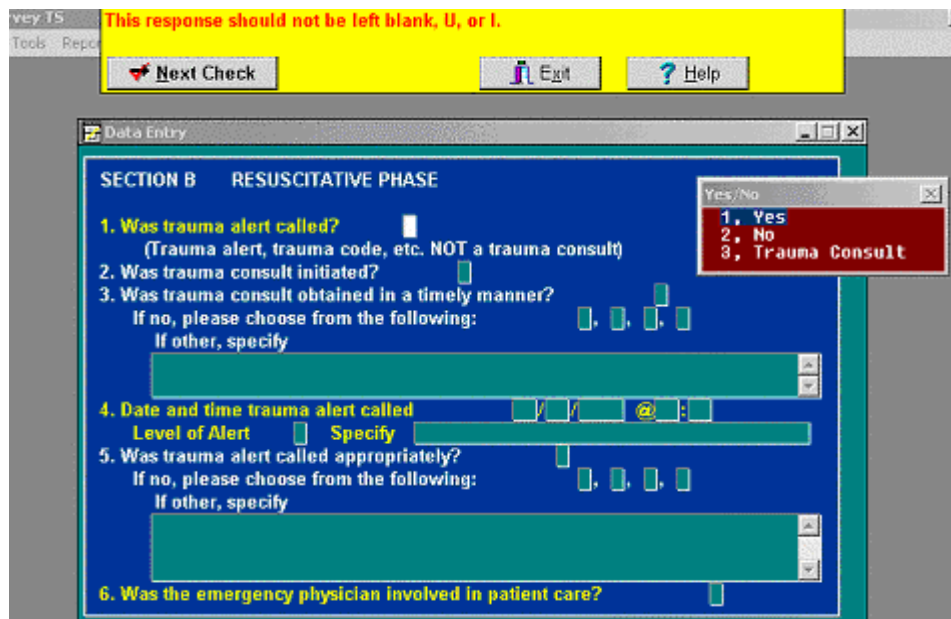 vey TS
This response should not be left blank, U, or I.
Tools Repo
Next Check Exit ? Help
Data Entry
SECTION B RESUSCITATIVE PHASE
Yes/No
1, Yes
2, No
3, Trauma Consult
1. Was trauma alert called?
(Trauma alert, trauma code, etc. NOT a trauma consult)
2. Was trauma consult initiated?
3. Was trauma consult obtained in a timely manner?
If no, please choose from the following: , , ,
If other, specify
4. Date and time trauma alert called / / @ :
Level of Alert Specify
5. Was trauma alert called appropriately?
If no, please choose from the following: , , ,
If other, specify
6. Was the emergency physician involved in patient care?